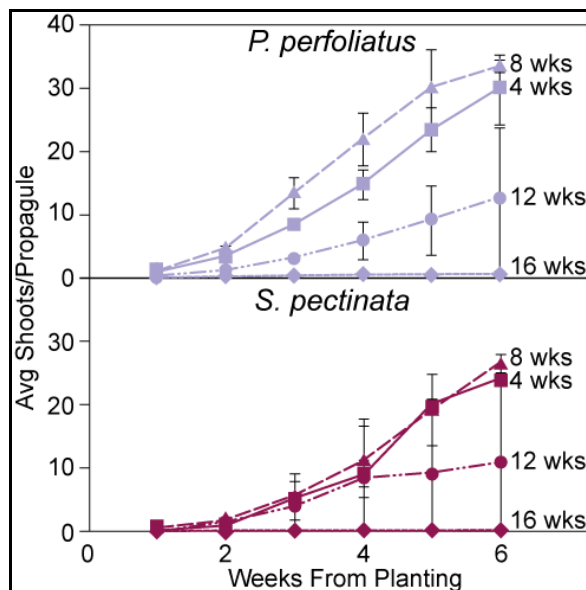 40
P. perfoliatus
8 wks
4 wks
30
20
12 wks
10
16 wks
0
S. pectinata
30
8 wks
4 wks
20
12 wks
10
16 wks
0
0 2 4 6
Weeks From Planting
Avg Shoots/Propagule